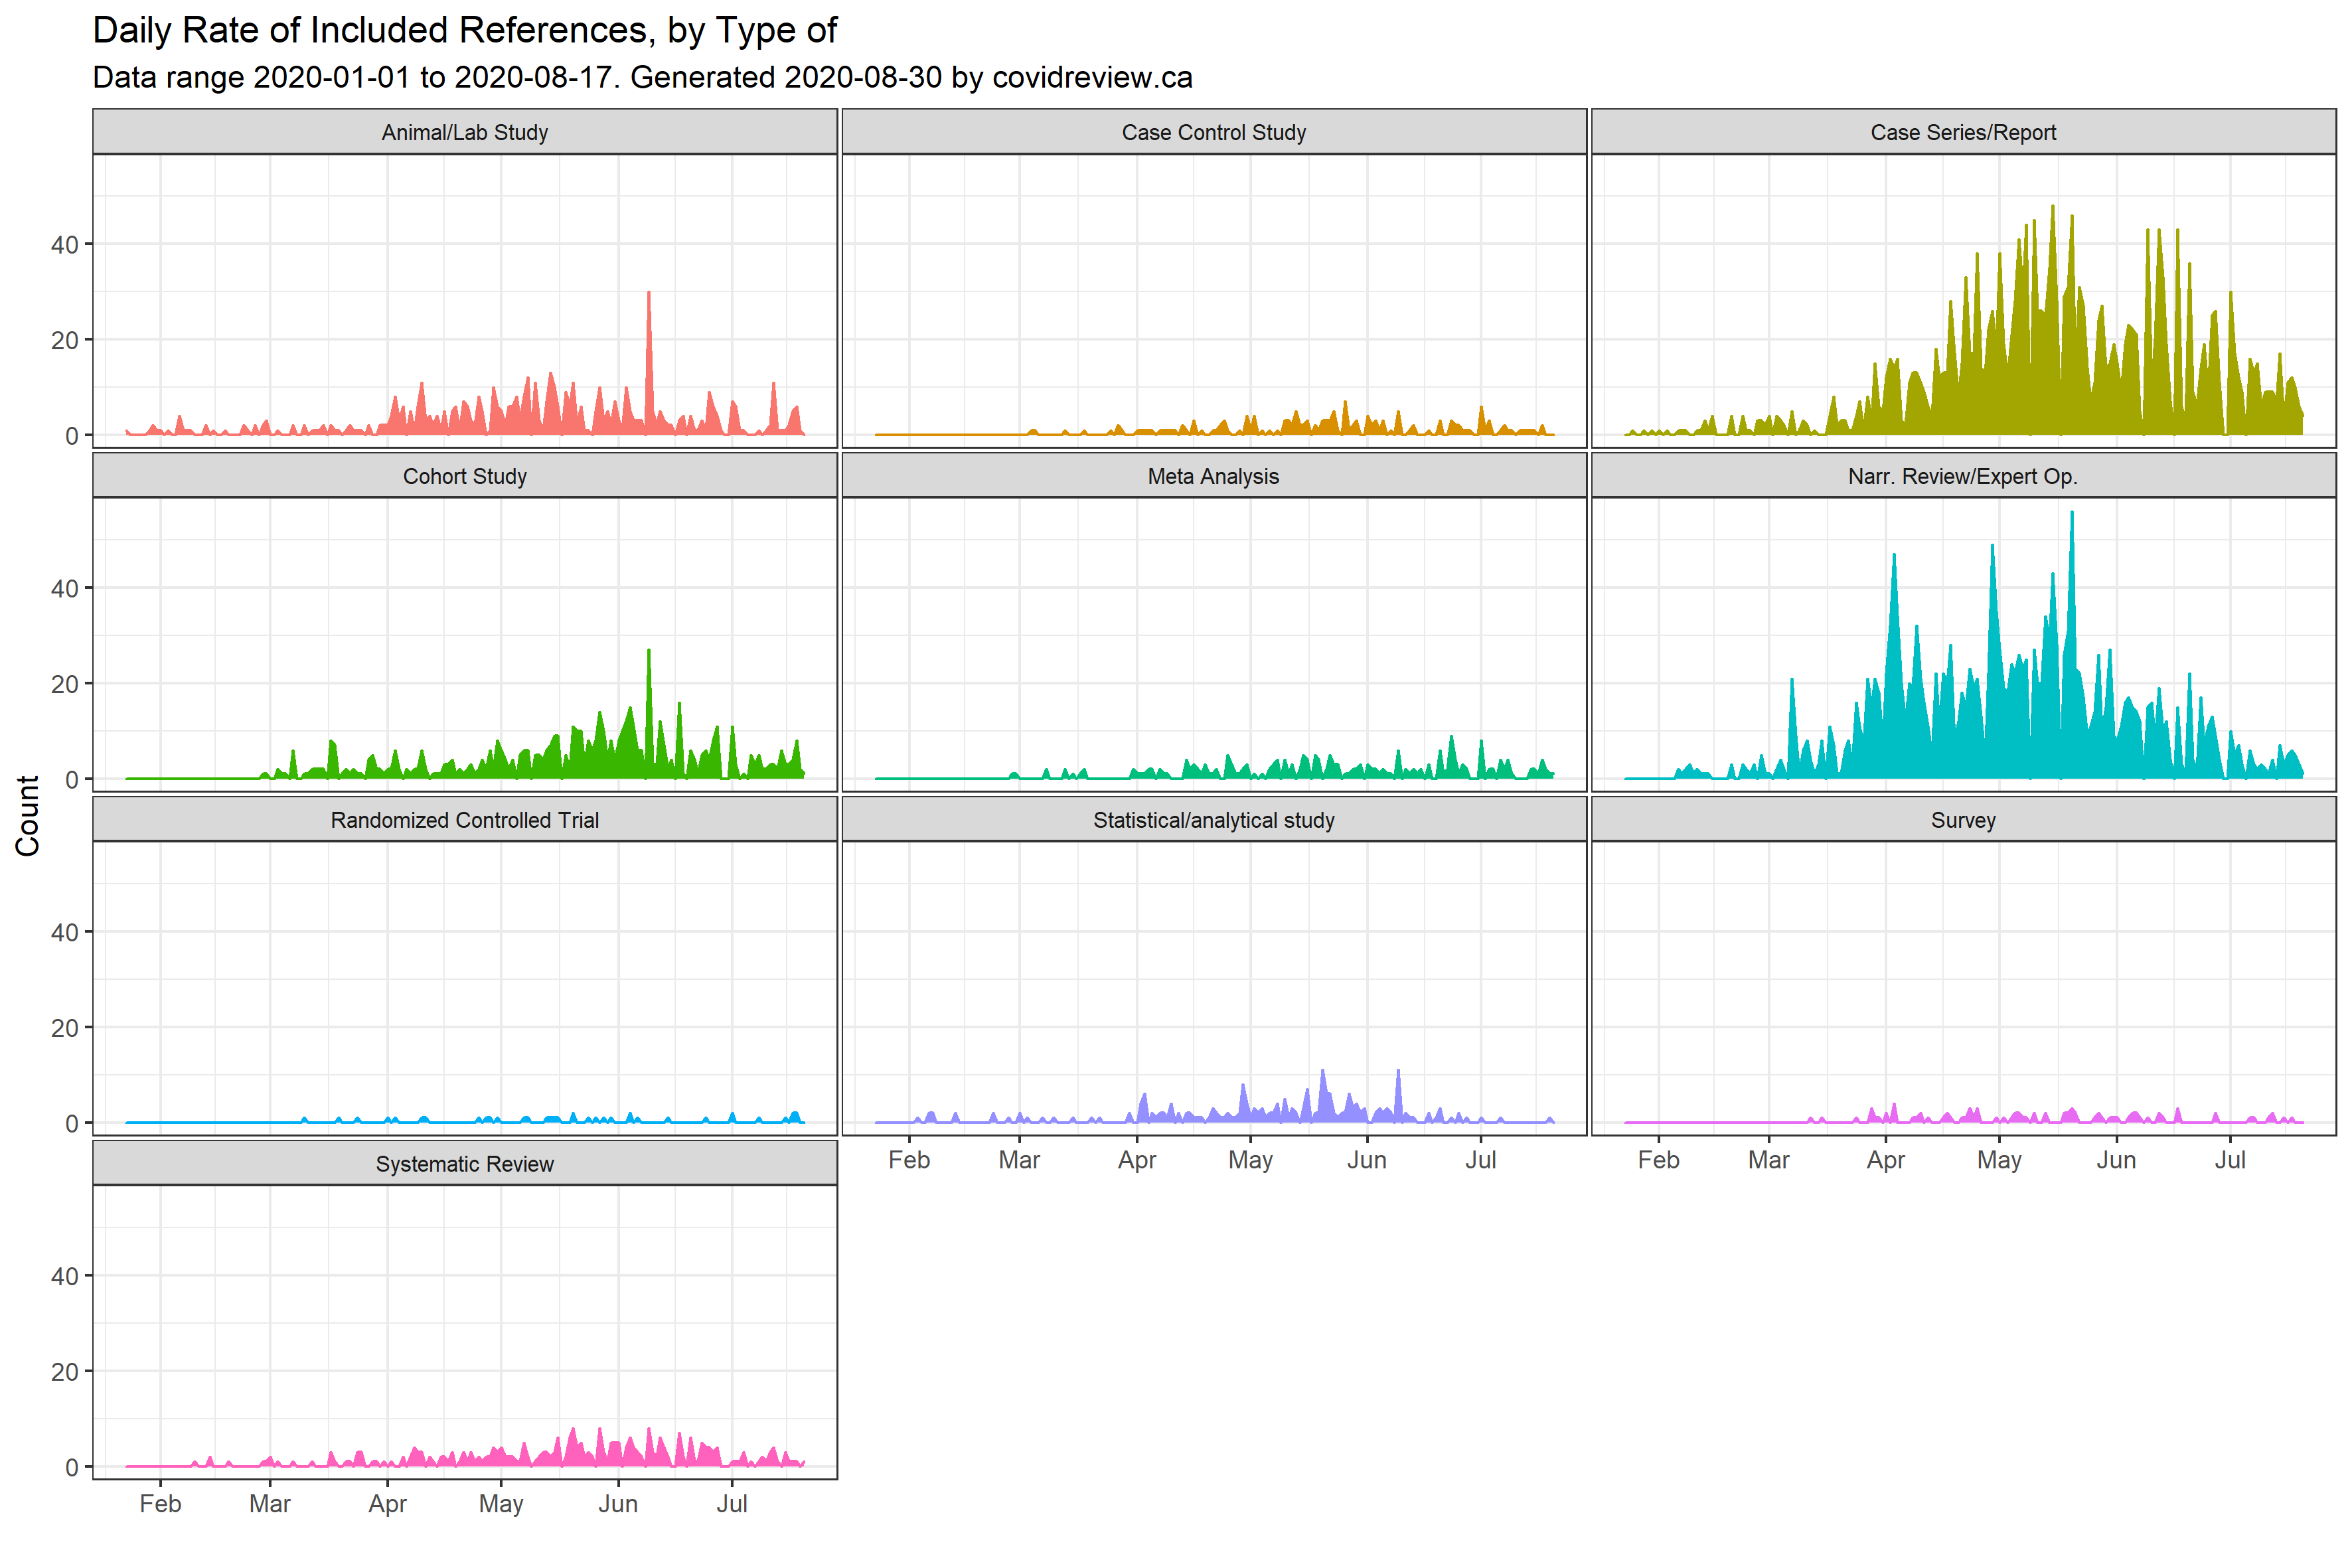 Daily Rate of Included References, by Type of
Data range 2020-01-01 to 2020-08-17. Generated 2020-08-30 by covidreview.ca
Animal/Lab Study
Case Control Study
Case Series/Report
40
20
0
Cohort Study
Meta Analysis
Narr. Review/Expert Op.
40
20
0
Count
Randomized Controlled Trial
Statistical/analytical study
Survey
40
20
0
Feb Mar Apr May Jun Jul
Feb Mar Apr May Jun Jul
Systematic Review
40
20
0
Feb Mar Apr May Jun Jul